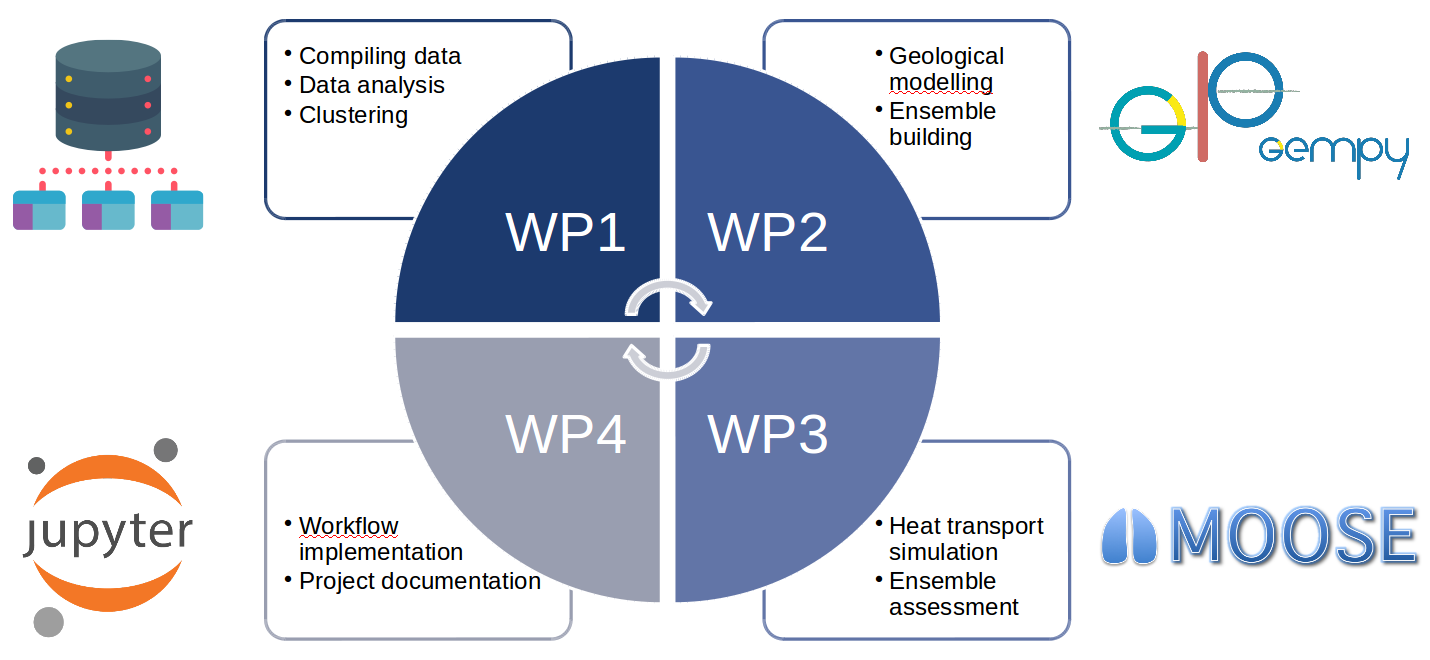 • Compiling data
• Data analysis
• Clustering
WP1
• Geological
modelling
• Ensemble
building
WP2
GP
gempy
WP4
WP3
jupyter
• Workflow
implementation
• Project documentation
• Heat transport
simulation
• Ensemble
assessment
MOOSE